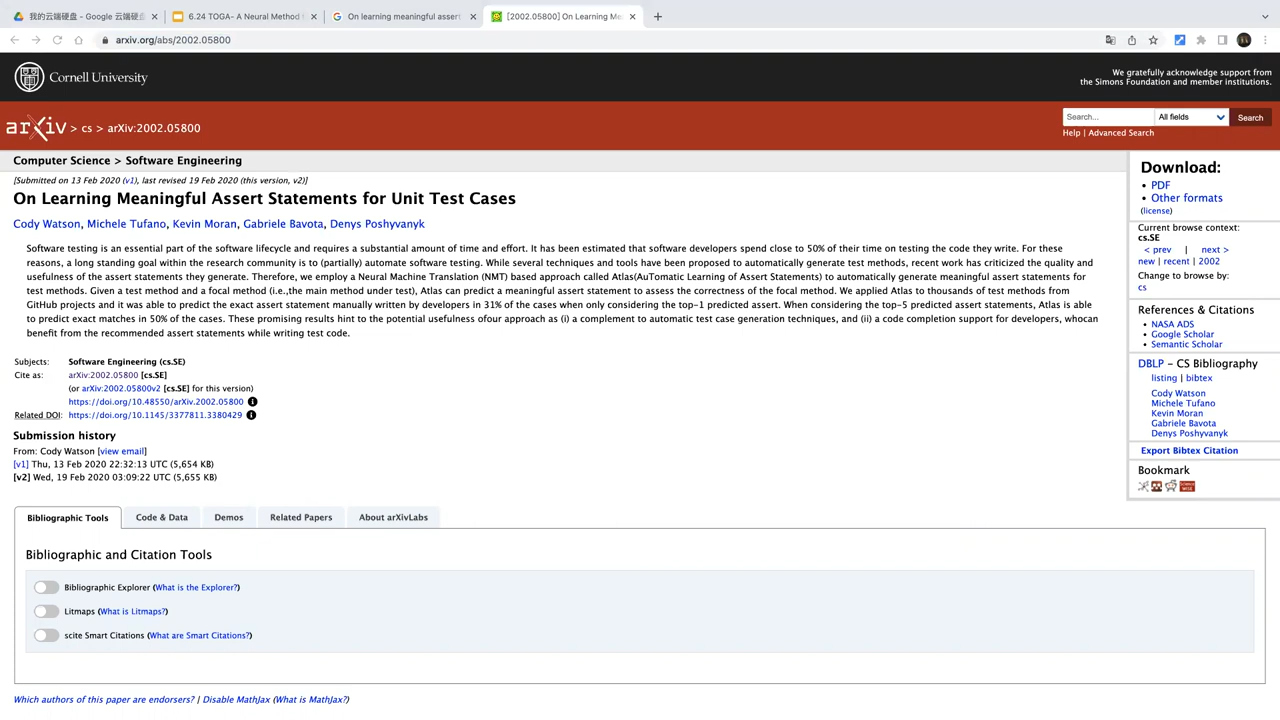 我的云端硬盘 - Google 云端硬盘
6.24 TOGA- A Neural Method
On learning meaningful assert
[2002.05800] On Learning Me
arxiv.org/abs/2002.05800
Cornell University
We gratefully acknowledge support from
the Simons Foundation and member institutions.
arXiv > cs > arXiv:2002.05800
Search...
All fields
Search
Help | Advanced Search
Computer Science > Software Engineering
[Submitted on 13 Feb 2020 (v1), last revised 19 Feb 2020 (this version, v2)]
On Learning Meaningful Assert Statements for Unit Test Cases
Cody Watson, Michele Tufano, Kevin Moran, Gabriele Bavota, Denys Poshyvanyk
Software testing is an essential part of the software lifecycle and requires a substantial amount of time and effort. It has been estimated that software developers spend close to 50% of their time on testing the code they write. For these
reasons, a long standing goal within the research community is to (partially) automate software testing. While several techniques and tools have been proposed to automatically generate test methods, recent work has criticized the quality and
usefulness of the assert statements they generate. Therefore, we employ a Neural Machine Translation (NMT) based approach called Atlas(AuTomatic Learning of Assert Statements) to automatically generate meaningful assert statements for
test methods. Given a test method and a focal method (i.e.,the main method under test), Atlas can predict a meaningful assert statement to assess the correctness of the focal method. We applied Atlas to thousands of test methods from
GitHub projects and it was able to predict the exact assert statement manually written by developers in 31% of the cases when only considering the top-1 predicted assert. When considering the top-5 predicted assert statements, Atlas is able
to predict exact matches in 50% of the cases. These promising results hint to the potential usefulness ofour approach as (i) a complement to automatic test case generation techniques, and (ii) a code completion support for developers, whocan
benefit from the recommended assert statements while writing test code.
Subjects: Software Engineering (cs.SE)
Cite as: arXiv:2002.05800 [cs.SE]
(or arXiv:2002.05800v2 [cs.SE] for this version)
https://doi.org/10.48550/arXiv.2002.05800
Related DOI: https://doi.org/10.1145/3377811.3380429
Submission history
From: Cody Watson [view email]
[v1] Thu, 13 Feb 2020 22:32:13 UTC (5,654 KB)
[v2] Wed, 19 Feb 2020 03:09:22 UTC (5,655 KB)
Download:
PDF
Other formats
(license)
Current browse context:
cs.SE
< prev | next >
new | recent | 2002
Change to browse by:
cs
References & Citations
NASA ADS
Google Scholar
Semantic Scholar
DBLP - CS Bibliography
listing | bibtex
Cody Watson
Michele Tufano
Kevin Moran
Gabriele Bavota
Denys Poshyvanyk
Export Bibtex Citation
Bookmark
Bibliographic Tools
Code & Data
Demos
Related Papers
About arXivLabs
Bibliographic and Citation Tools
Bibliographic Explorer (What is the Explorer?)
Litmaps (What is Litmaps?)
scite Smart Citations (What are Smart Citations?)
Which authors of this paper are endorsers? | Disable MathJax (What is MathJax?)